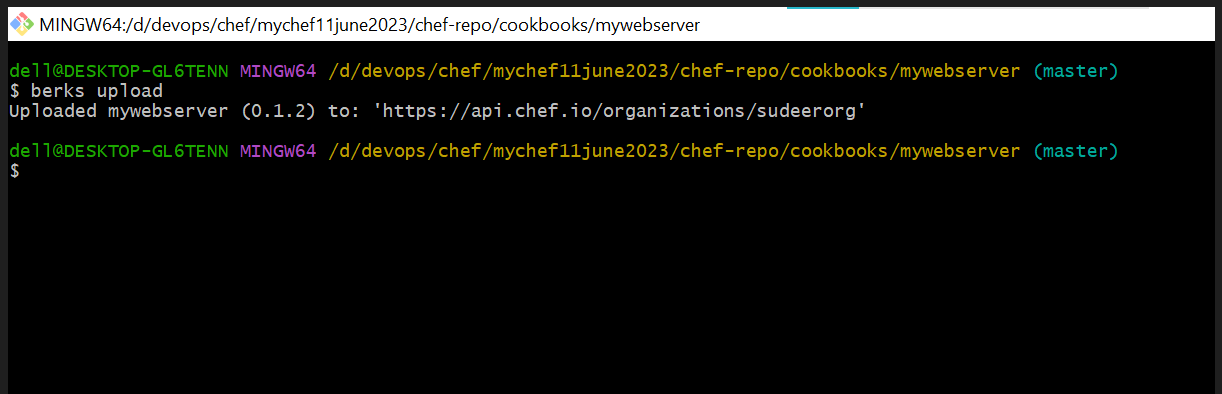 MINGW64:/d/devops/chef/mychef11june2023/chef-repo/cookbooks/mywebserver
dell@DESKTOP-GL6TENN MINGW64 /d/devops/chef/mychef11june2023/chef-repo/cookbooks/mywebserver (master)
$ berks upload
Uploaded mywebserver (0.1.2) to: 'https://api.chef.io/organizations/sudeerorg'
dell@DESKTOP-GL6TENN MINGW64 /d/devops/chef/mychef11june2023/chef-repo/cookbooks/mywebserver (master)
$